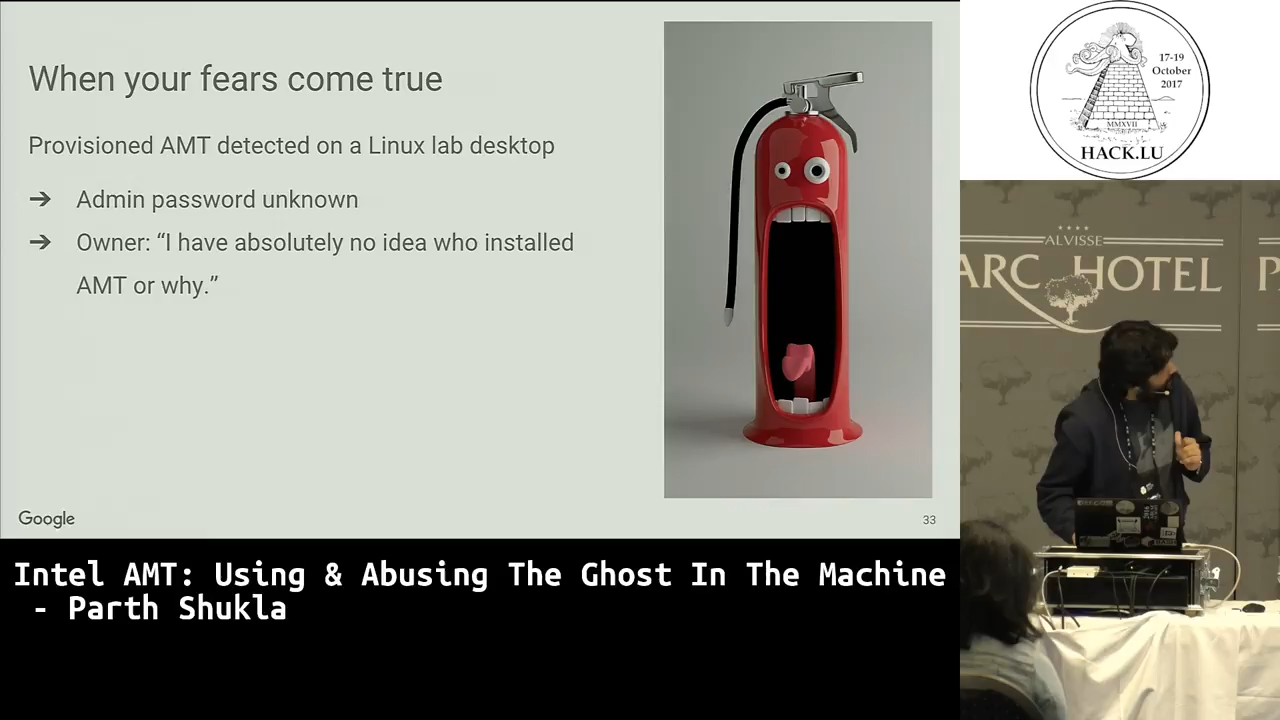 When your fears come true
Provisioned AMT detected on a Linux lab desktop
➔ Admin password unknown
➔ Owner: “I have absolutely no idea who installed
AMT or why.”
Google
33
17-19
October
2017
MMXVII
HACK.LU
ALVISSE
ARC HOTEL
P
Intel AMT: Using & Abusing The Ghost In The Machine
- Parth Shukla